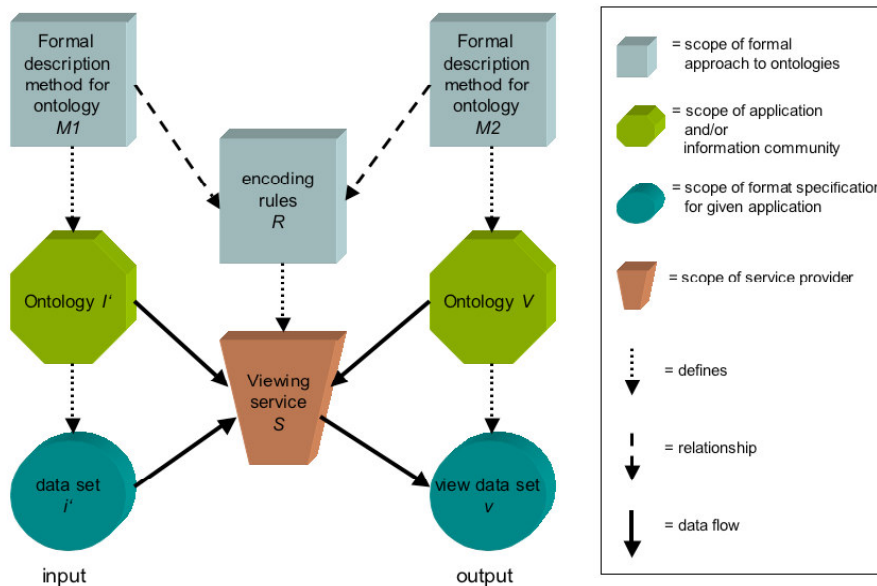 Formal
description
method for
ontology
M1
Formal
description
method for
ontology
M2
encoding
rules
R
Ontology I'
Ontology V
Viewing
service
S
data set
i'
view data set
v
input
output
= scope of formal
approach to ontologies
= scope of application
and/or
information community
= scope of format specification
for given application
= scope of service provider
= defines
= relationship
= data flow